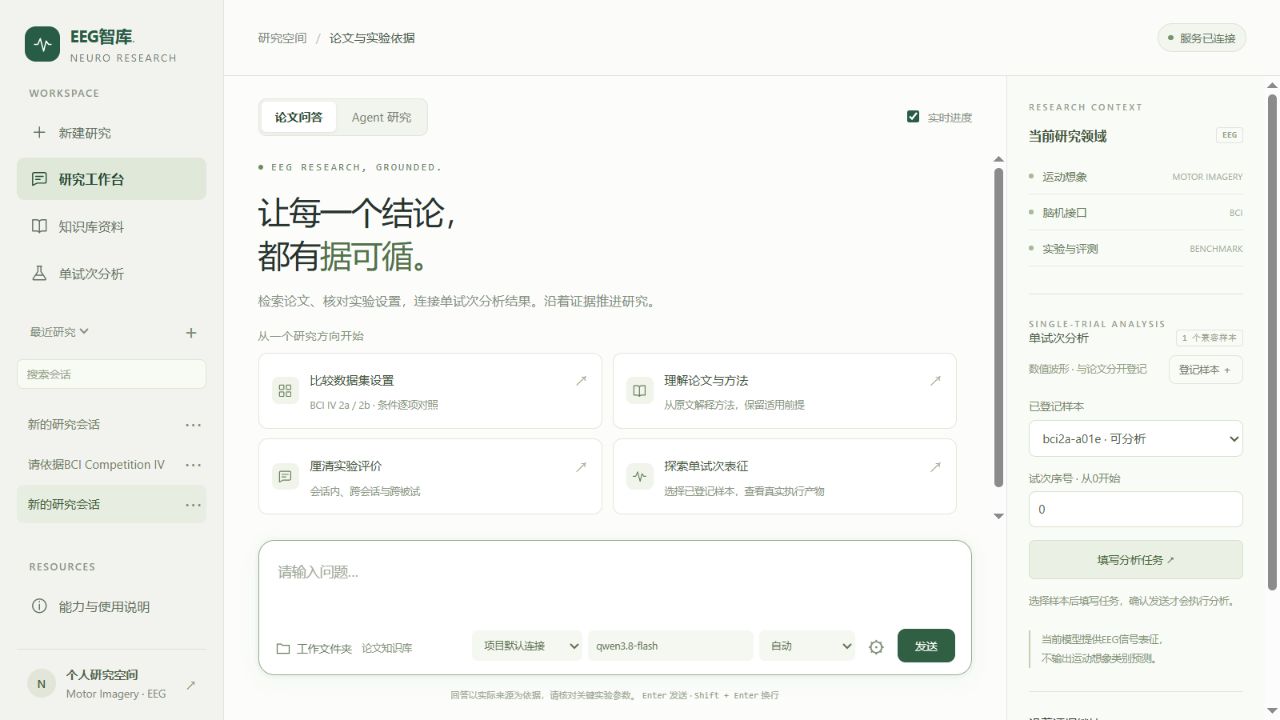 EEG智库.
NEURO RESEARCH
WORKSPACE
新建研究
研究工作台
知识库资料
单试次分析
最近研究
搜索会话
新的研究会话
请依据BCI Competition IV
新的研究会话
RESOURCES
能力与使用说明
N
个人研究空间
Motor Imagery · EEG ↗
研究空间 / 论文与实验依据
服务已连接
论文问答 Agent 研究
实时进度
EEG RESEARCH, GROUNDED.
让每一个结论，
都有据可循。
检索论文、核对实验设置，连接单试次分析结果。沿着证据推进研究。
从一个研究方向开始
比较数据集设置 ↗
BCI IV 2a / 2b · 条件逐项对照
理解论文与方法 ↗
从原文解释方法，保留适用前提
厘清实验评价 ↗
会话内、跨会话与跨被试
探索单试次表征 ↗
选择已登记样本，查看真实执行产物
请输入问题...
工作文件夹 论文知识库 项目默认连接 qwen3.8-flash 自动 发送
回答以实际来源为依据，请核对关键实验参数。 Enter 发送 · Shift + Enter 换行
RESEARCH CONTEXT
当前研究领域 EEG
运动想象 MOTOR IMAGERY
脑机接口 BCI
实验与评测 BENCHMARK
SINGLE-TRIAL ANALYSIS
单试次分析 1 个兼容样本
数值波形 · 与论文分开登记 登记样本 +
已登记样本
bci2a-a01e · 可分析
试次序号 · 从0开始
0
填写分析任务 ↗
选择样本后填写任务，确认发送才会执行分析。
当前模型提供EEG信号表征，
不输出运动想象类别预测。